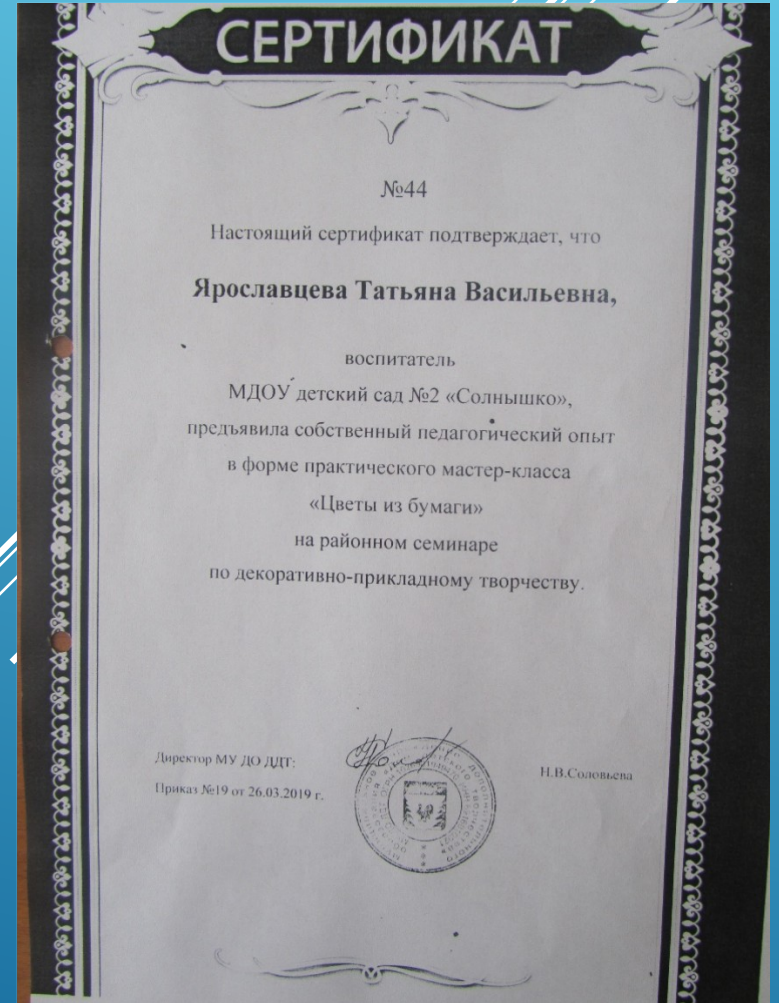 СЕРТИФИКАТ
№44
Настоящий сертификат подтверждает, что
Ярославцева Татьяна Васильевна,
воспитатель
МДОУ детский сад №2 «Солнышко»,
предъявила собственный педагогический опыт
в форме практического мастер-класса
«Цветы из бумаги»
на районном семинаре
по декоративно-прикладному творчеству.
Директор МУ ДО ДДТ:
Н.В.Соловьева
Приказ №19 от 26.03.2019 г.